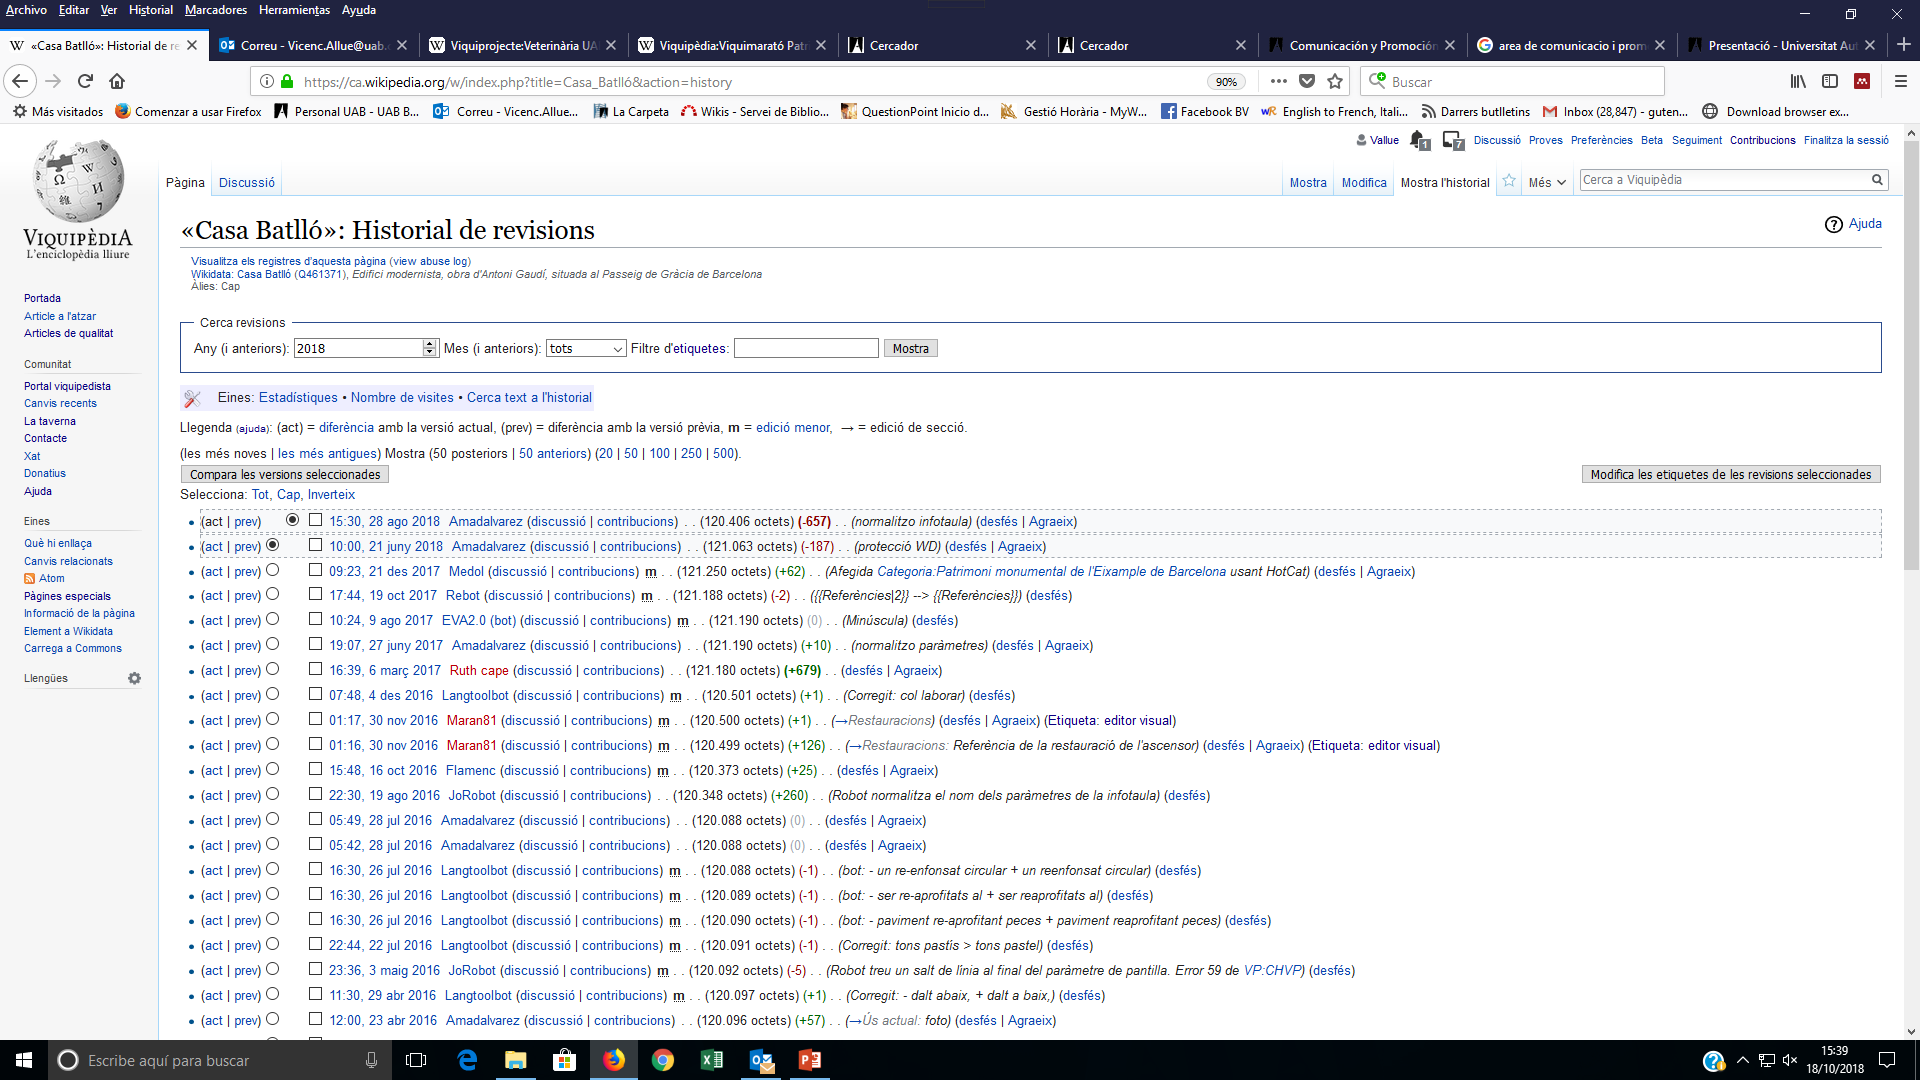 Archivo Editar Ver Historial Marcadores Herramientas Ayuda
«Casa Batlló»: Historial de re
Correu - Vicenc.Allue@uab.
Viquiprojecte:Veterinària UA
Viquipèdia:Viquimarató Patr
Cercador
Cercador
Comunicación y Promoción
area de comunicacio i prom
Presentació - Universitat Aut
https://ca.wikipedia.org/w/index.php?title=Casa_Batlló&action=history
90%
Buscar
Más visitados Comenzar a usar Firefox Personal UAB - UAB B... Correu - Vicenc.Allue... La Carpeta Wikis - Servei de Biblio... QuestionPoint Inicio d... Gestió Horària - MyW... Facebook BV English to French, Itali... Darrers butlletins Inbox (28,847) - guten... Download browser ex...
Vallue 1 7 Discussió Proves Preferències Beta Seguiment Contribucions Finalitza la sessió
Pàgina Discussió Mostra Modifica Mostra l'historial Més Cerca a Viquipèdia
VIQUIPÈDIA
L'enciclopèdia lliure
Portada
Article a l'atzar
Articles de qualitat
Comunitat
Portal viquipedista
Canvis recents
La taverna
Contacte
Xat
Donatius
Ajuda
Eines
Què hi enllaça
Canvis relacionats
Atom
Pàgines especials
Informació de la pàgina
Element a Wikidata
Carrega a Commons
Llengües
«Casa Batlló»: Historial de revisions
Ajuda
Visualitza els registres d'aquesta pàgina (view abuse log)
Wikidata: Casa Batlló (Q461371), Edifici modernista, obra d'Antoni Gaudí, situada al Passeig de Gràcia de Barcelona
Àlies: Cap
Cerca revisions
Any (i anteriors): 2018 Mes (i anteriors): tots Filtre d'etiquetes: Mostra
Eines: Estadístiques • Nombre de visites • Cerca text a l'historial
Llegenda (ajuda): (act) = diferència amb la versió actual, (prev) = diferència amb la versió prèvia, m = edició menor, → = edició de secció.
(les més noves | les més antigues) Mostra (50 posteriors | 50 anteriors) (20 | 50 | 100 | 250 | 500).
Compara les versions seleccionades Modifica les etiquetes de les revisions seleccionades
Selecciona: Tot, Cap, Inverteix
(act | prev) 15:30, 28 ago 2018 Amadalvarez (discussió | contribucions) . . (120.406 octets) (-657) . . (normalitzo infotaula) (desfés | Agraeix)
(act | prev) 10:00, 21 juny 2018 Amadalvarez (discussió | contribucions) . . (121.063 octets) (-187) . . (protecció WD) (desfés | Agraeix)
(act | prev) 09:23, 21 des 2017 Medol (discussió | contribucions) m . . (121.250 octets) (+62) . . (Afegida Categoria:Patrimoni monumental de l'Eixample de Barcelona usant HotCat) (desfés | Agraeix)
(act | prev) 17:44, 19 oct 2017 Rebot (discussió | contribucions) m . . (121.188 octets) (-2) . . ({{Referències|2}} --> {{Referències}}) (desfés)
(act | prev) 10:24, 9 ago 2017 EVA2.0 (bot) (discussió | contribucions) m . . (121.190 octets) (0) . . (Minúscula) (desfés)
(act | prev) 19:07, 27 juny 2017 Amadalvarez (discussió | contribucions) . . (121.190 octets) (+10) . . (normalitzo paràmetres) (desfés | Agraeix)
(act | prev) 16:39, 6 març 2017 Ruth cape (discussió | contribucions) . . (121.180 octets) (+679) . . (desfés | Agraeix)
(act | prev) 07:48, 4 des 2016 Langtoolbot (discussió | contribucions) m . . (120.501 octets) (+1) . . (Corregit: col laborar) (desfés)
(act | prev) 01:17, 30 nov 2016 Maran81 (discussió | contribucions) m . . (120.500 octets) (+1) . . (→Restauracions) (desfés | Agraeix) (Etiqueta: editor visual)
(act | prev) 01:16, 30 nov 2016 Maran81 (discussió | contribucions) m . . (120.499 octets) (+126) . . (→Restauracions: Referència de la restauració de l'ascensor) (desfés | Agraeix) (Etiqueta: editor visual)
(act | prev) 15:48, 16 oct 2016 Flamenc (discussió | contribucions) m . . (120.373 octets) (+25) . . (desfés | Agraeix)
(act | prev) 22:30, 19 ago 2016 JoRobot (discussió | contribucions) . . (120.348 octets) (+260) . . (Robot normalitza el nom dels paràmetres de la infotaula) (desfés)
(act | prev) 05:49, 28 jul 2016 Amadalvarez (discussió | contribucions) . . (120.088 octets) (0) . . (desfés | Agraeix)
(act | prev) 05:42, 28 jul 2016 Amadalvarez (discussió | contribucions) . . (120.088 octets) (0) . . (desfés | Agraeix)
(act | prev) 16:30, 26 jul 2016 Langtoolbot (discussió | contribucions) m . . (120.088 octets) (-1) . . (bot: - un re-enfonsat circular + un reenfonsat circular) (desfés)
(act | prev) 16:30, 26 jul 2016 Langtoolbot (discussió | contribucions) m . . (120.089 octets) (-1) . . (bot: - ser re-aprofitats al + ser reaprofitats al) (desfés)
(act | prev) 16:30, 26 jul 2016 Langtoolbot (discussió | contribucions) m . . (120.090 octets) (-1) . . (bot: - paviment re-aprofitant peces + paviment reaprofitant peces) (desfés)
(act | prev) 22:44, 22 jul 2016 Langtoolbot (discussió | contribucions) m . . (120.091 octets) (-1) . . (Corregit: tons pastís > tons pastel) (desfés)
(act | prev) 23:36, 3 maig 2016 JoRobot (discussió | contribucions) m . . (120.092 octets) (-5) . . (Robot treu un salt de línia al final del paràmetre de pantilla. Error 59 de VP:CHVP) (desfés)
(act | prev) 11:30, 29 abr 2016 Langtoolbot (discussió | contribucions) m . . (120.097 octets) (+1) . . (Corregit: - dalt abaix, + dalt a baix,) (desfés)
(act | prev) 12:00, 23 abr 2016 Amadalvarez (discussió | contribucions) . . (120.096 octets) (+57) . . (→Ús actual: foto) (desfés | Agraeix)
Escribe aquí para buscar
15:39
18/10/2018